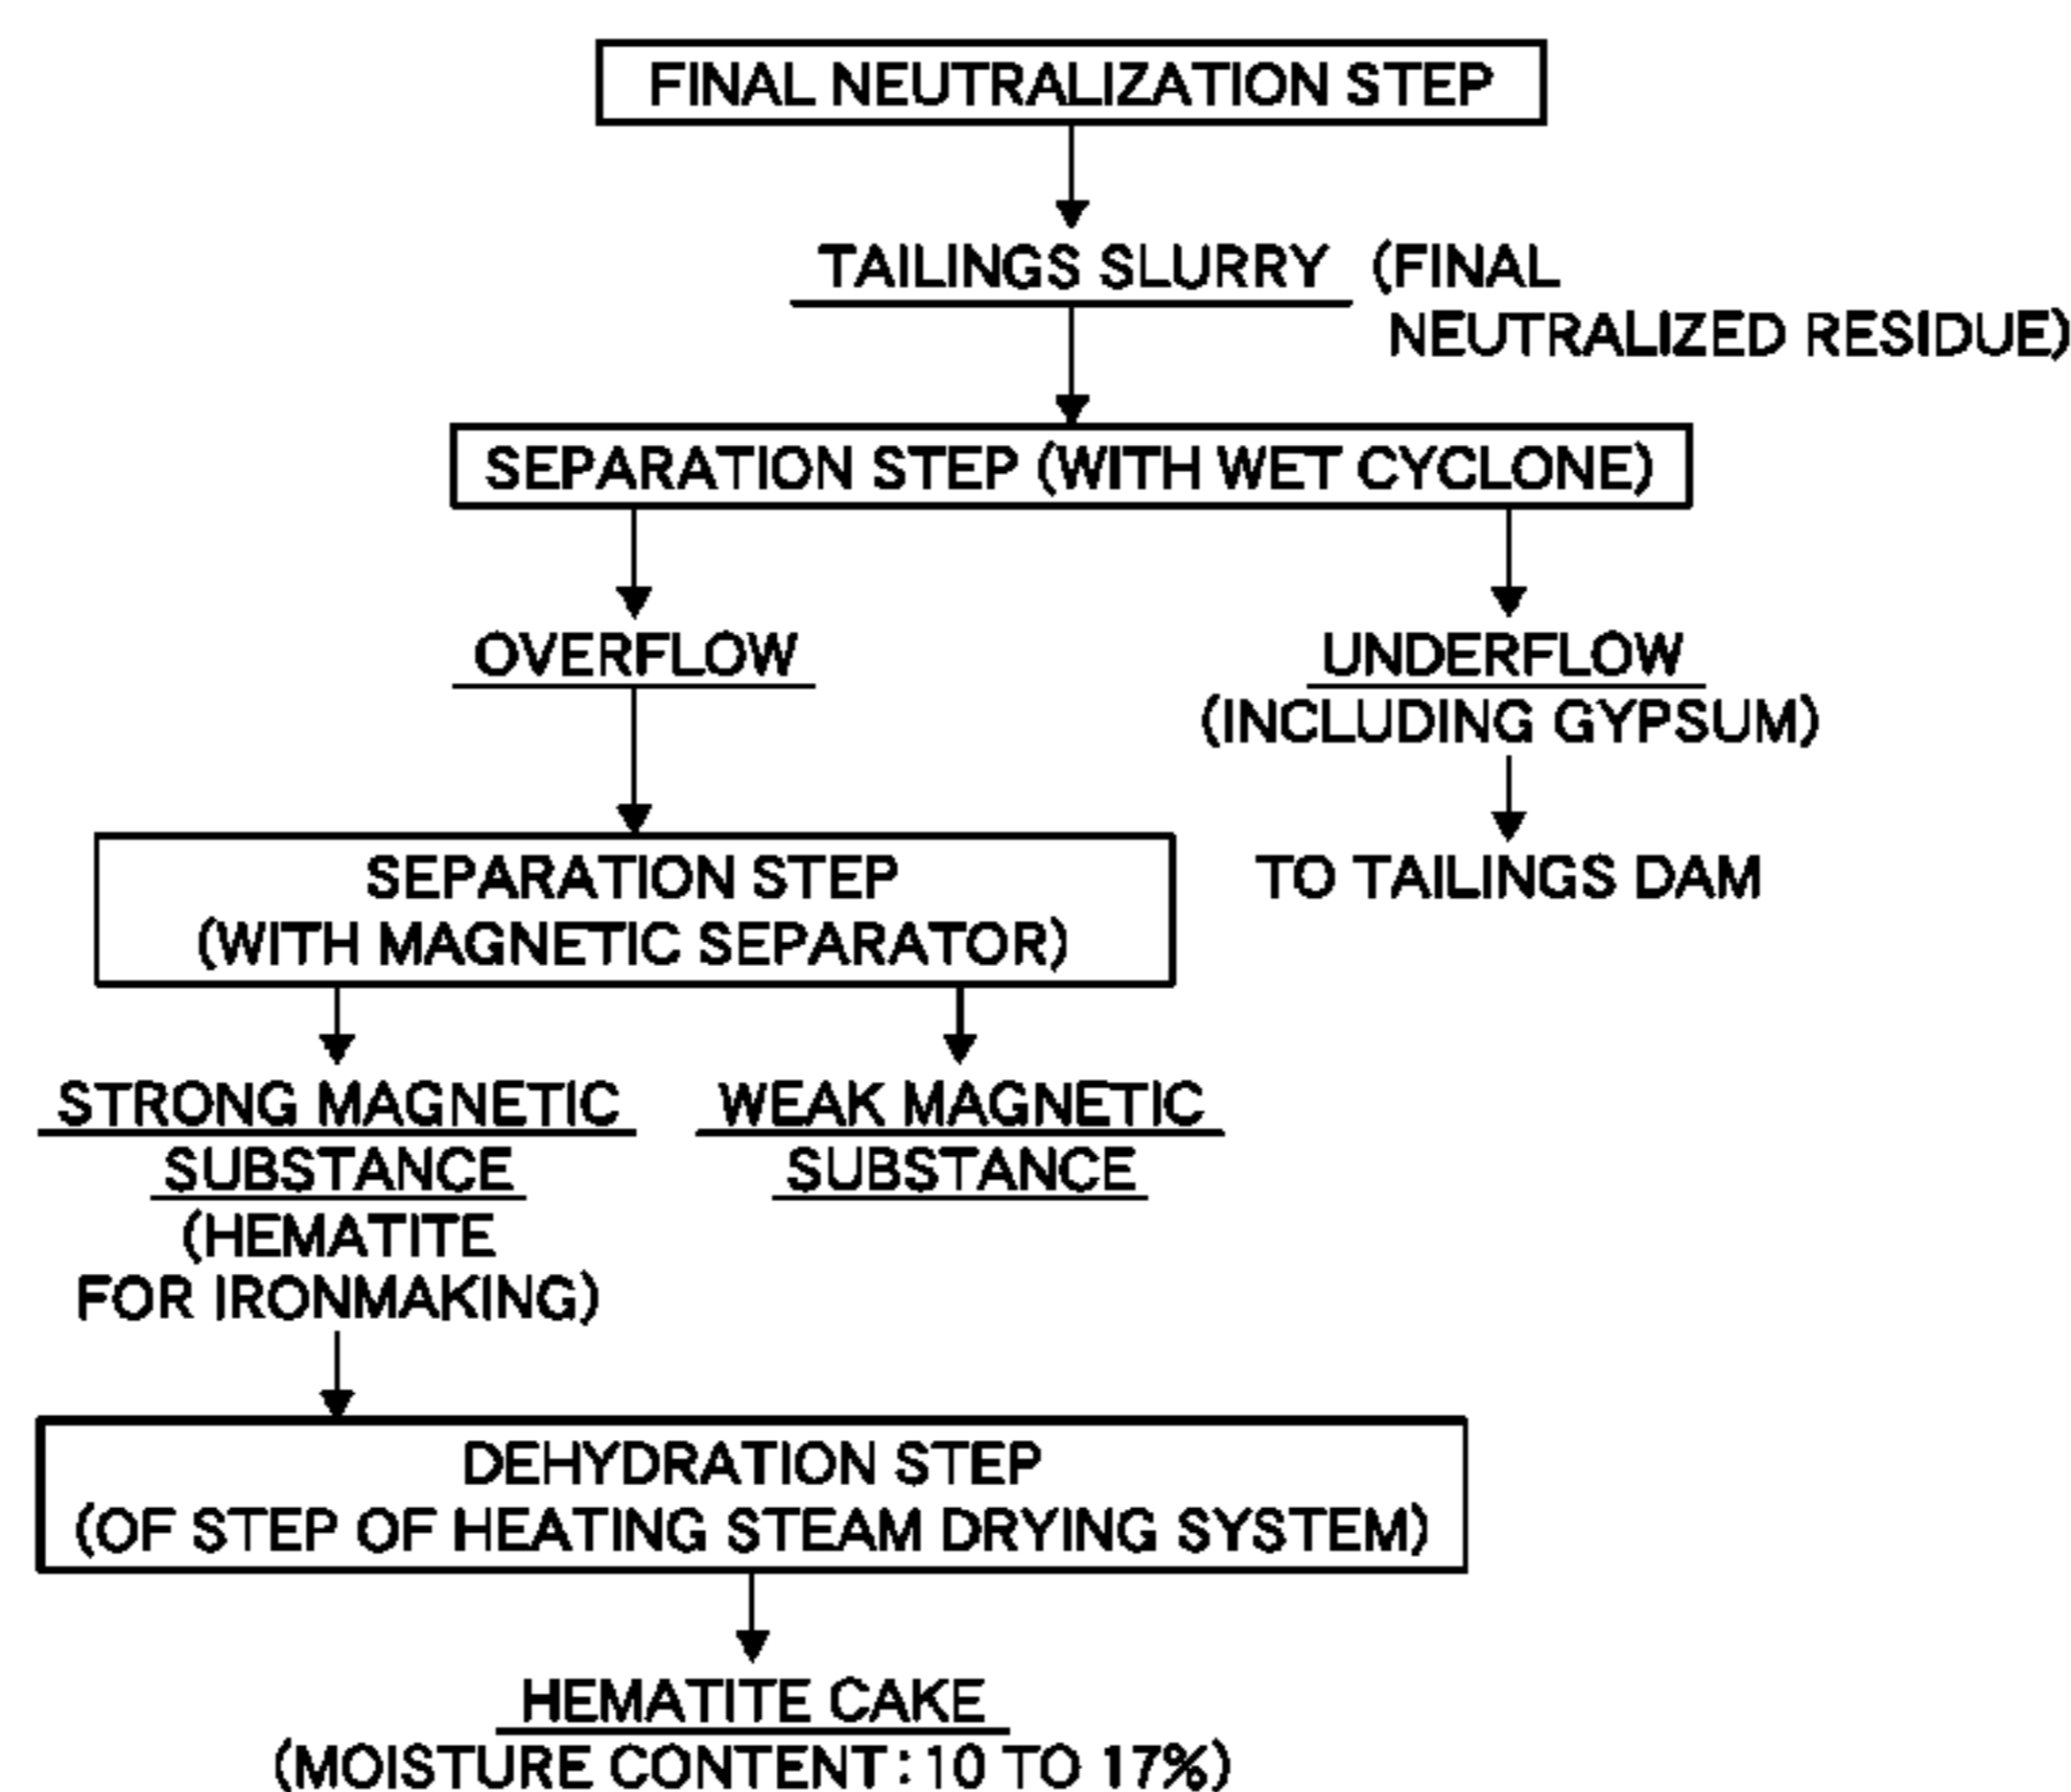 FINAL NEUTRALIZATION STEP
TAILINGS SLURRY (FINAL
NEUTRALIZED RESIDUE)
SEPARATION STEP (WITH WET CYCLONE)
OVERFLOW
UNDERFLOW
(INCLUDING GYPSUM)
TO TAILINGS DAM
SEPARATION STEP
(WITH MAGNETIC SEPARATOR)
STRONG MAGNETIC
SUBSTANCE
(HEMATITE
FOR IRONMAKING)
WEAK MAGNETIC
SUBSTANCE
DEHYDRATION STEP
(OF STEP OF HEATING STEAM DRYING SYSTEM)
HEMATITE CAKE
(MOISTURE CONTENT: 10 TO 17%)